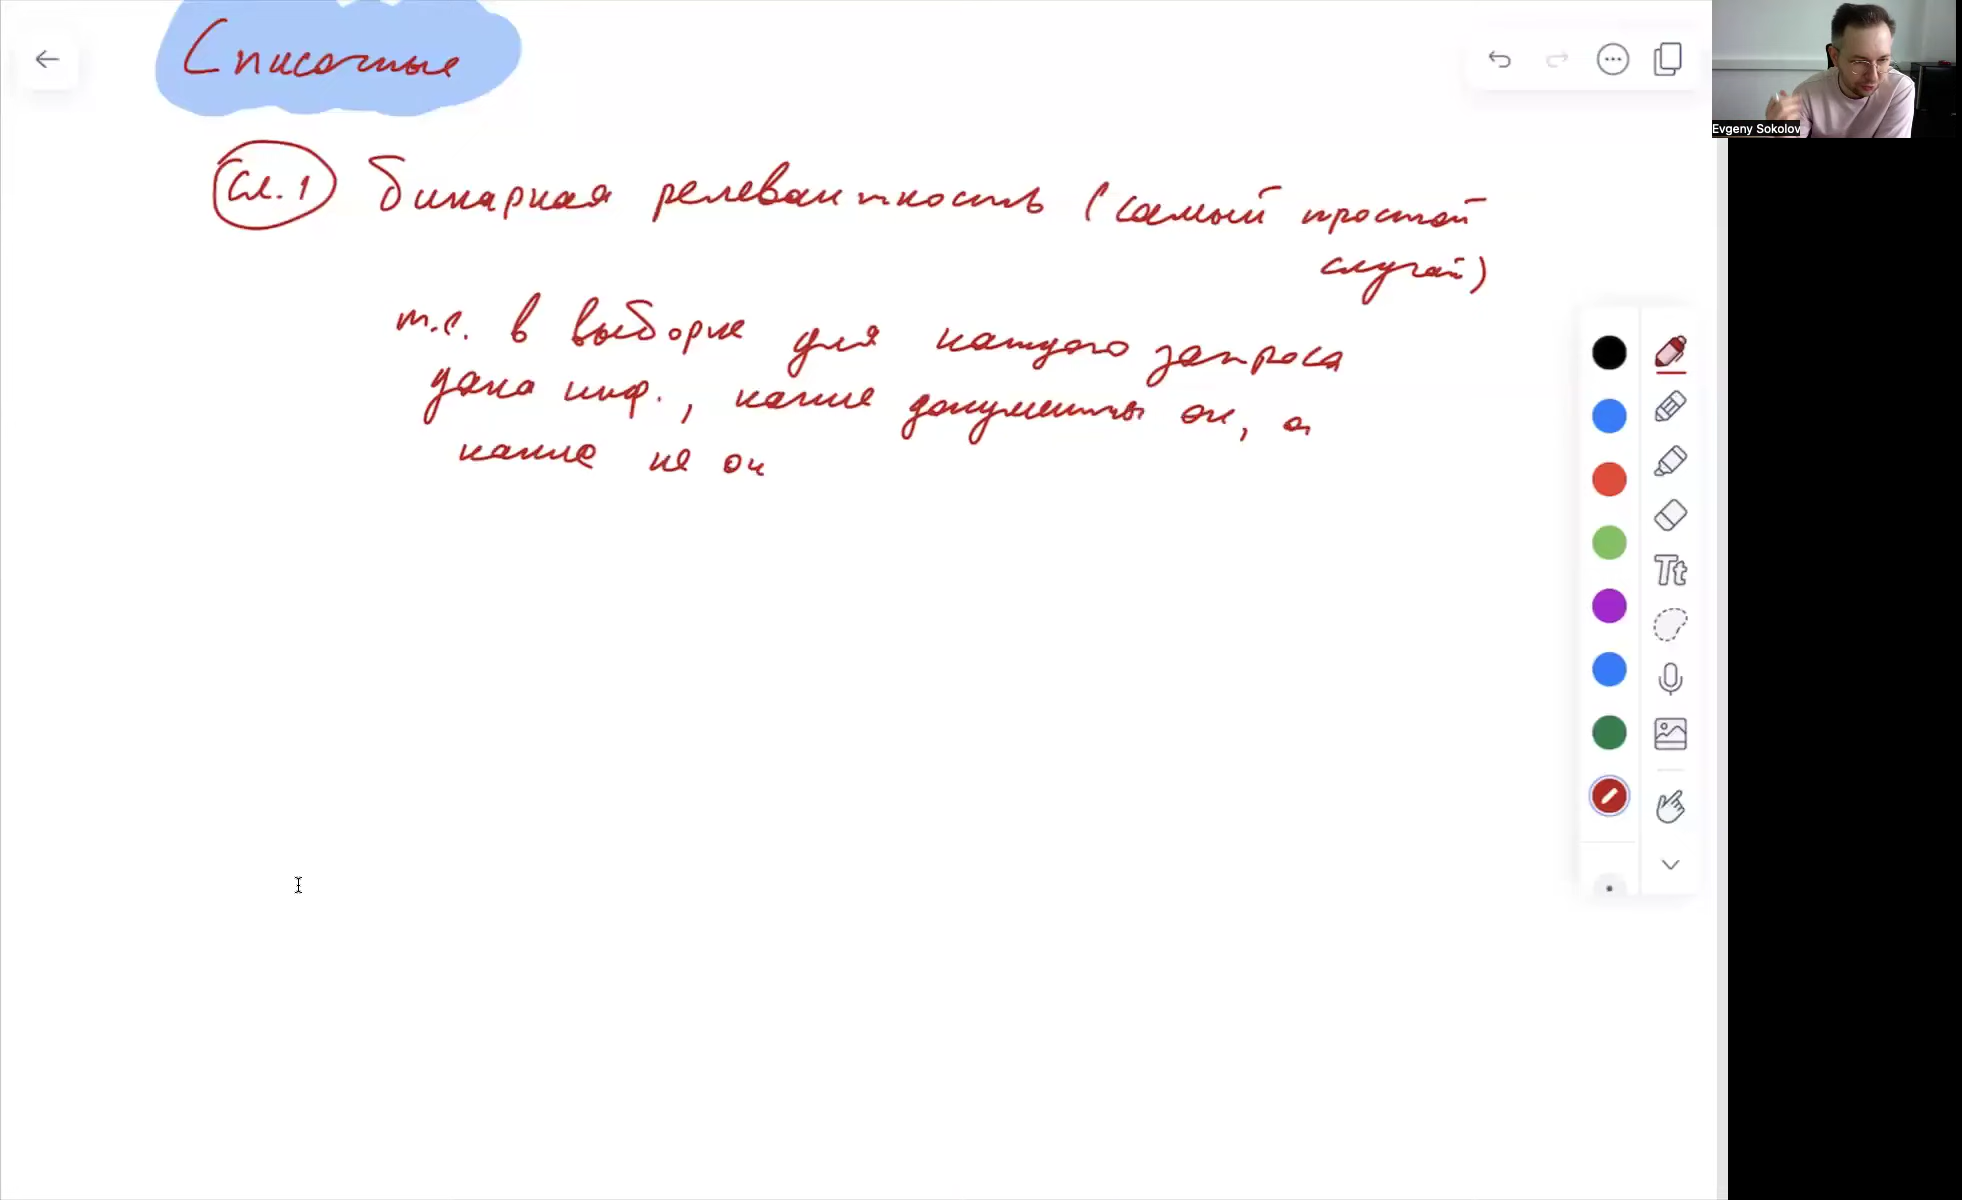 Списочные
Evgeny Sokolov
Сл. 1 бинарная релевантность (самый простой
случай)
т.е. в выборке для каждого запроса
дана инф., какие документы ок, а
какие не ок
Tt